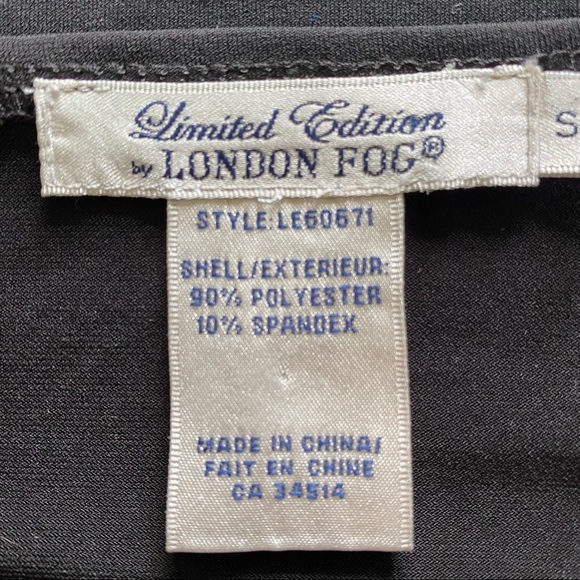 Limited Edition
by LONDON FOG®
S
STYLE:LE60671
SHELL/EXTERIEUR:
90% POLYESTER
10% SPANDEX
MADE IN CHINA/
FAIT EN CHINE
CA 34514